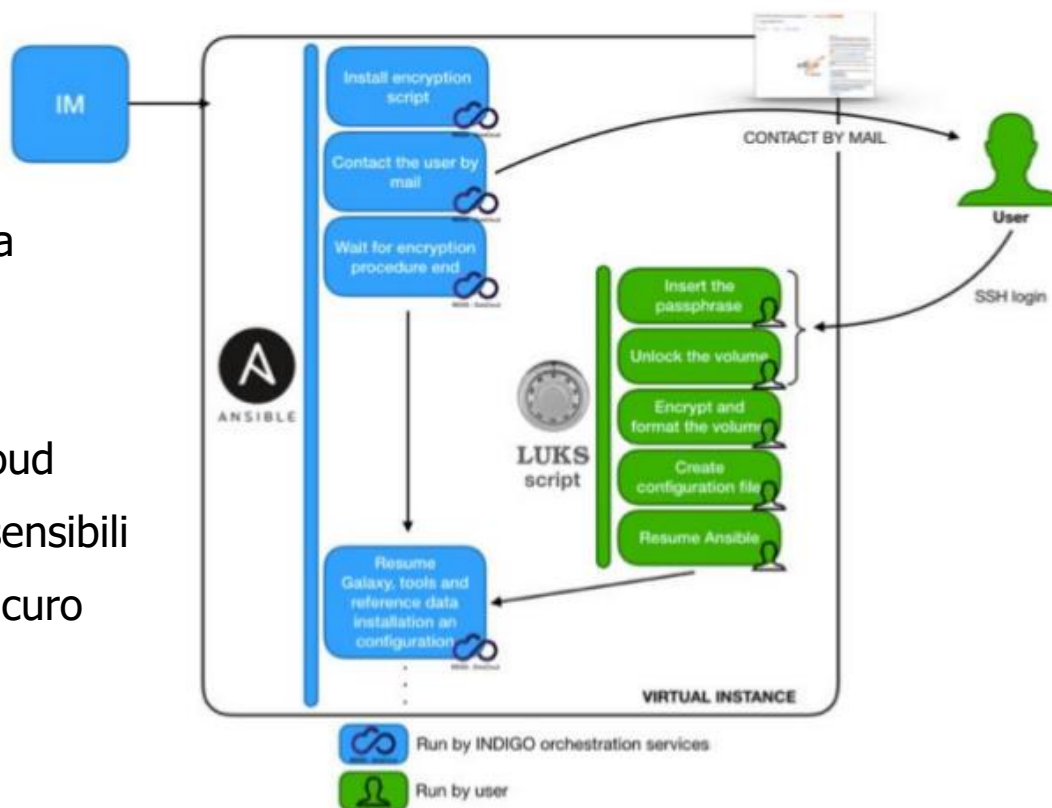 IM
Install encryption
script
Contact the user by
mail
Wait for encryption
procedure end
CONTACT BY MAIL
User
SSH login
a
oud
sensibili
curo
ANSIBLE
LUKS
script
Insert the
passphrase
Unlock the volume
Encrypt and
format the volume
Create
configuration file
Resume Ansible
Resume
Galaxy, tools and
reference data
installation an
configuration
VIRTUAL INSTANCE
Run by INDIGO orchestration services
Run by user